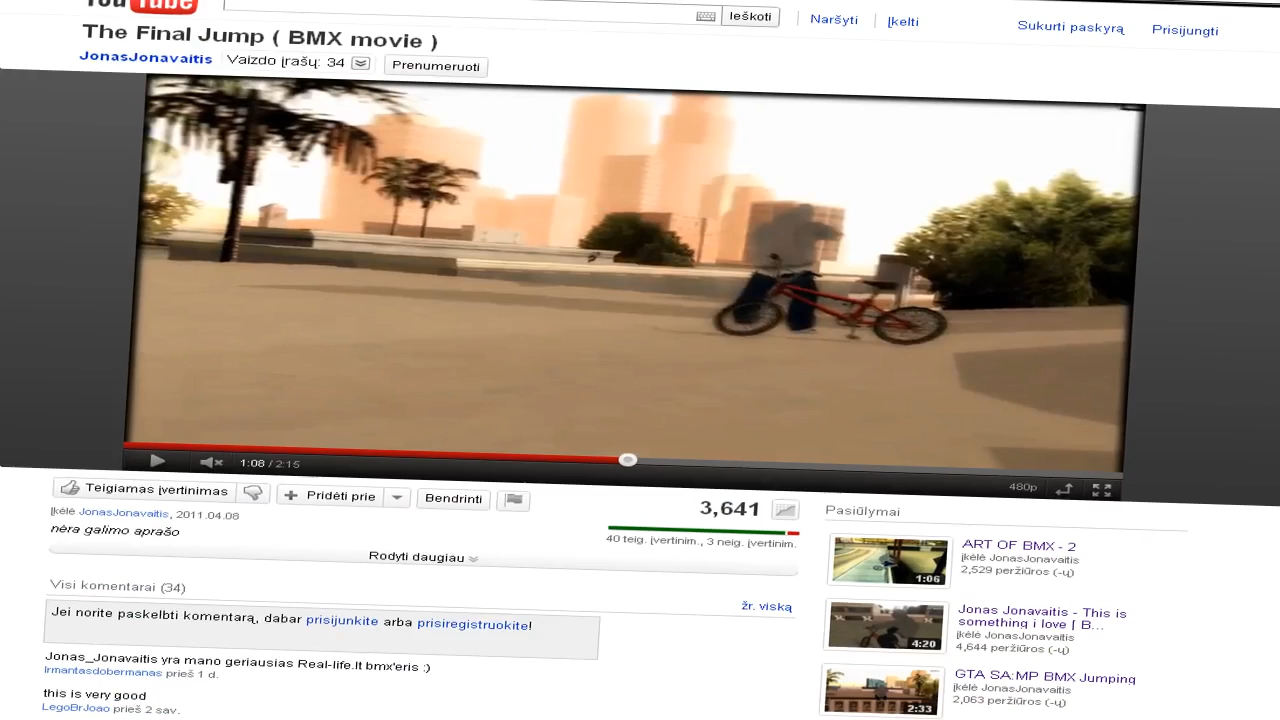 You Tube
Ieškoti
Naršyti
Įkelti
Sukurti paskyrą
Prisijungti
The Final Jump ( BMX movie )
JonasJonavaitis
Vaizdo įrašų: 34
Prenumeruoti
1:08 / 2:15
480p
Teigiamas įvertinimas
Pridėti prie
Bendrinti
3,641
Įkėlė JonasJonavaitis, 2011.04.08
nėra galimo aprašo
40 teig. įvertinim., 3 neig. įvertinim.
Rodyti daugiau
Visi komentarai (34)
žr. viską
Jei norite paskelbti komentarą, dabar prisijunkite arba prisiregistruokite!
Jonas_Jonavaitis yra mano geriausias Real-life.lt bmx'eris :)
Irmantasdobermanas prieš 1 d.
this is very good
LegoBrJoao prieš 2 sav.
Pasiūlymai
ART OF BMX - 2
įkėlė JonasJonavaitis
2,529 peržiūros (-ų)
1:06
Jonas Jonavaitis - This is
something i love [ B...
įkėlė JonasJonavaitis
4,644 peržiūros (-ų)
4:20
GTA SA:MP BMX Jumping
įkėlė JonasJonavaitis
2,063 peržiūros (-ų)
2:33